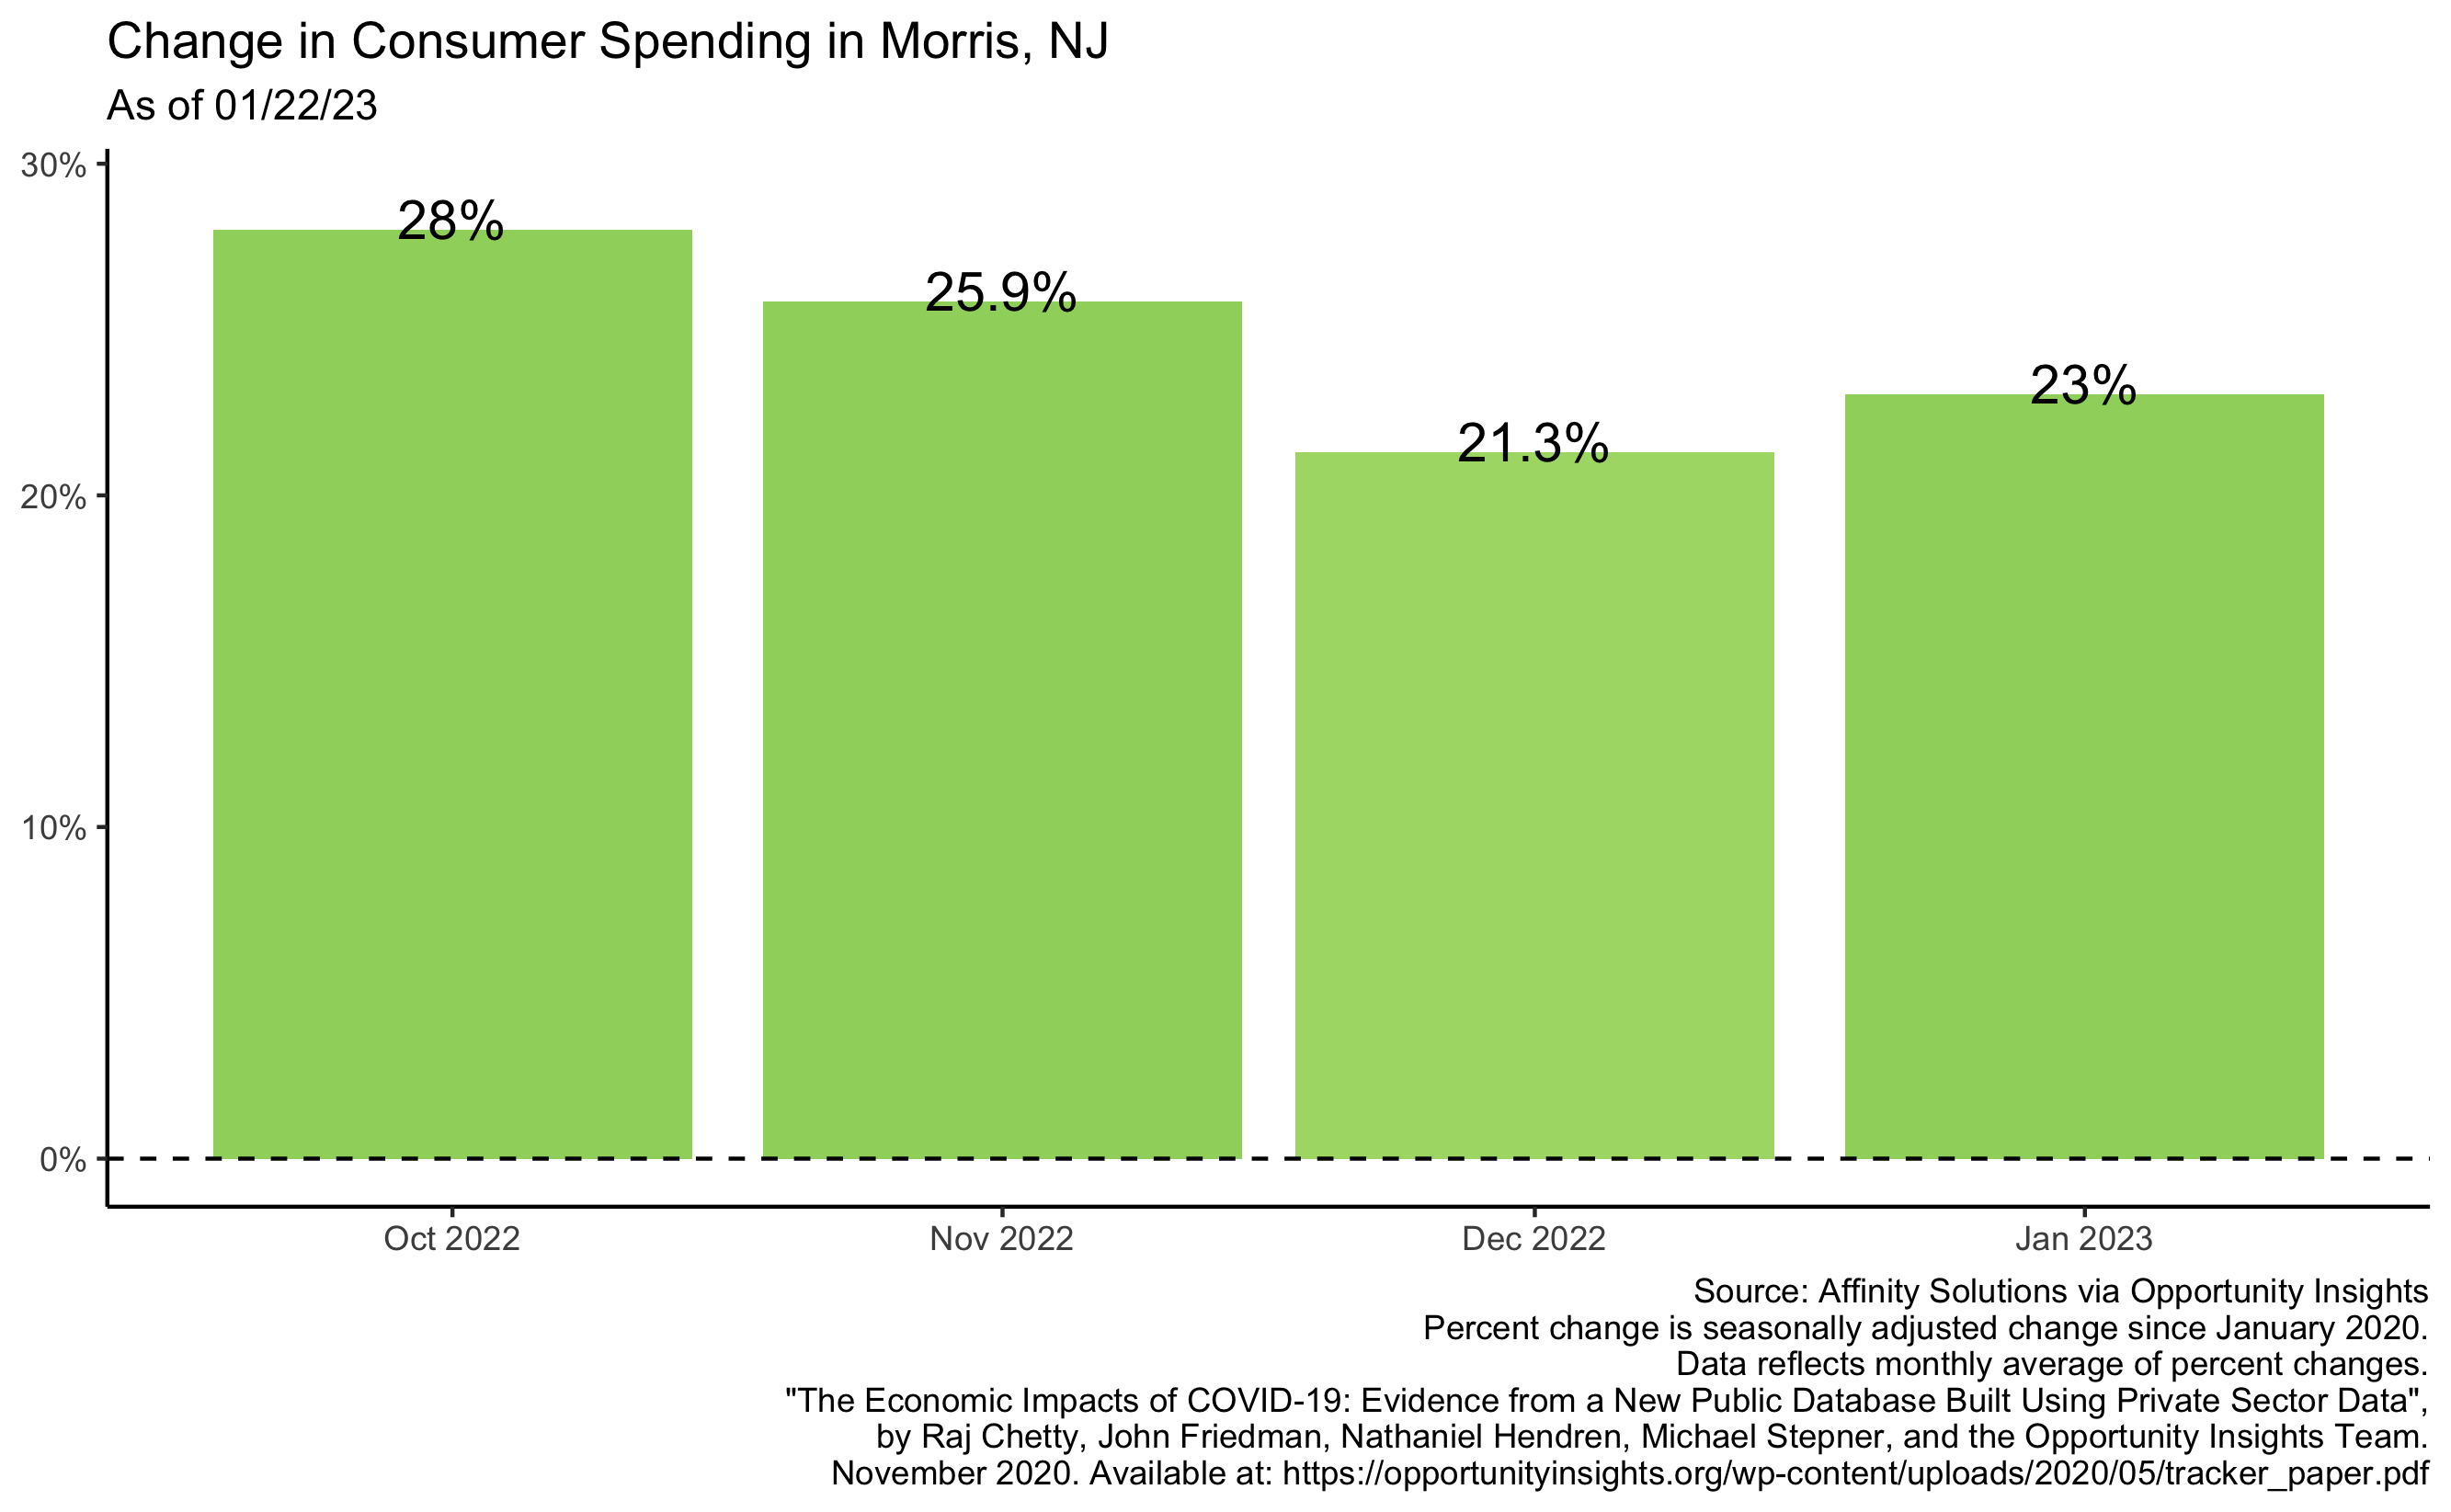 Change in Consumer Spending in Morris, NJ
As of 01/22/23
30%
20%
10%
0%
28%
25.9%
21.3%
23%
Oct 2022
Nov 2022
Dec 2022
Jan 2023
Source: Affinity Solutions via Opportunity Insights
Percent change is seasonally adjusted change since January 2020.
Data reflects monthly average of percent changes.
"The Economic Impacts of COVID-19: Evidence from a New Public Database Built Using Private Sector Data",
by Raj Chetty, John Friedman, Nathaniel Hendren, Michael Stepner, and the Opportunity Insights Team.
November 2020. Available at: https://opportunityinsights.org/wp-content/uploads/2020/05/tracker_paper.pdf